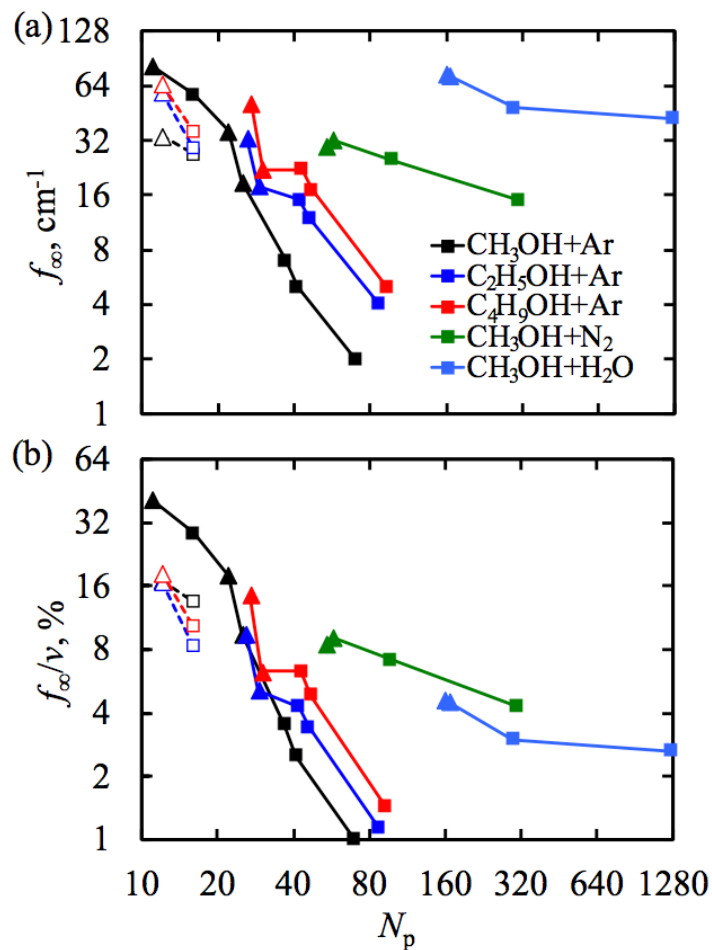 (a)
128
64
32
16
8
4
2
1
f∞, cm⁻¹
CH₃OH+Ar
C₂H₅OH+Ar
C₄H₉OH+Ar
CH₃OH+N₂
CH₃OH+H₂O
(b)
64
32
16
8
4
2
1
f∞/ν, %
10 20 40 80 160 320 640 1280
Nₚ